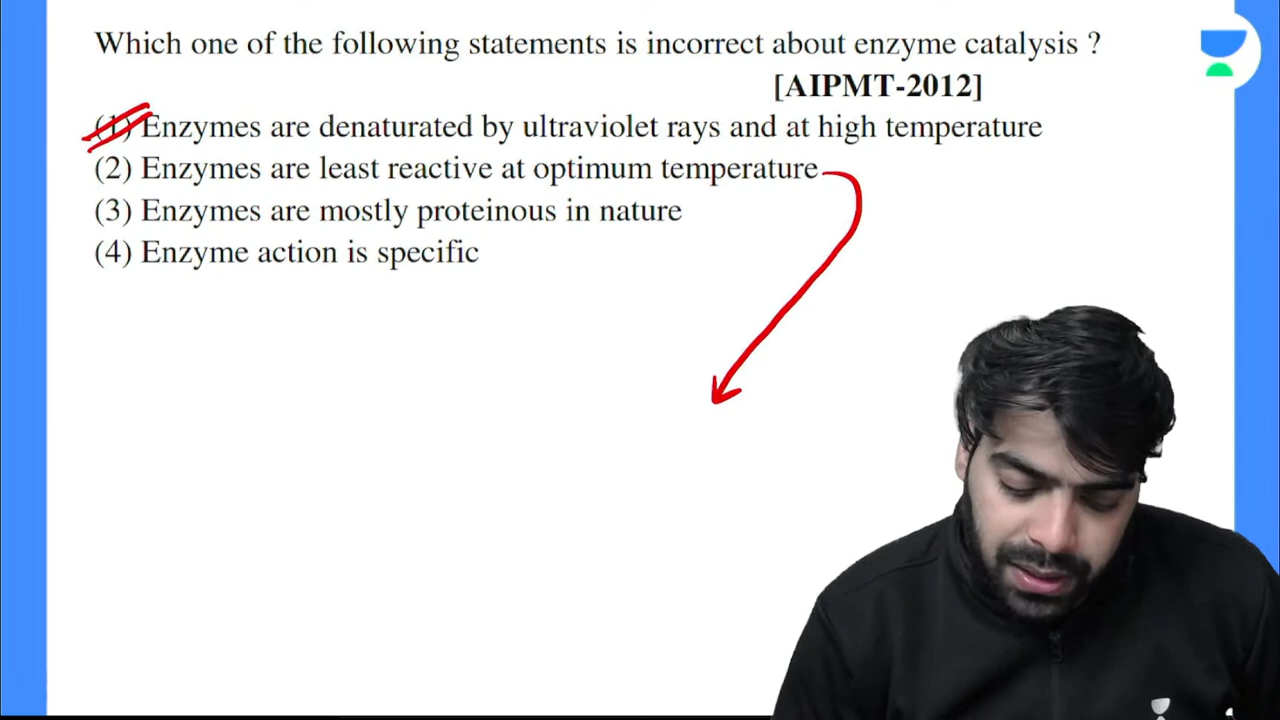 Which one of the following statements is incorrect about enzyme catalysis ?
[AIPMT-2012]
(1) Enzymes are denaturated by ultraviolet rays and at high temperature
(2) Enzymes are least reactive at optimum temperature
(3) Enzymes are mostly proteinous in nature
(4) Enzyme action is specific